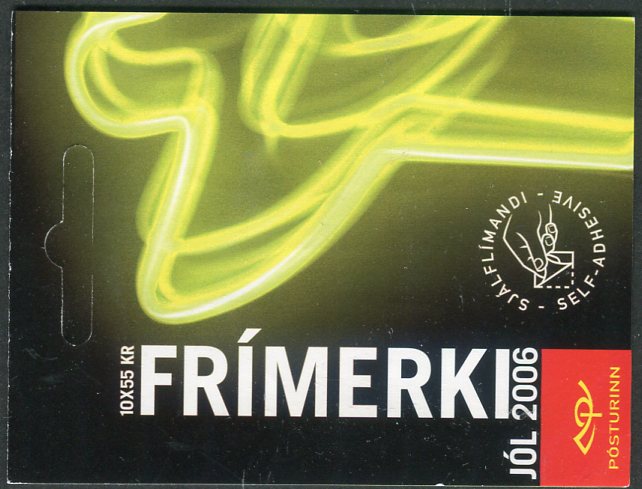 SJÁLFLÍMANDI - SELF-ADHESIVE -
10X55 KR
FRÍMERKI
JÓL 2006
PÓSTURINN